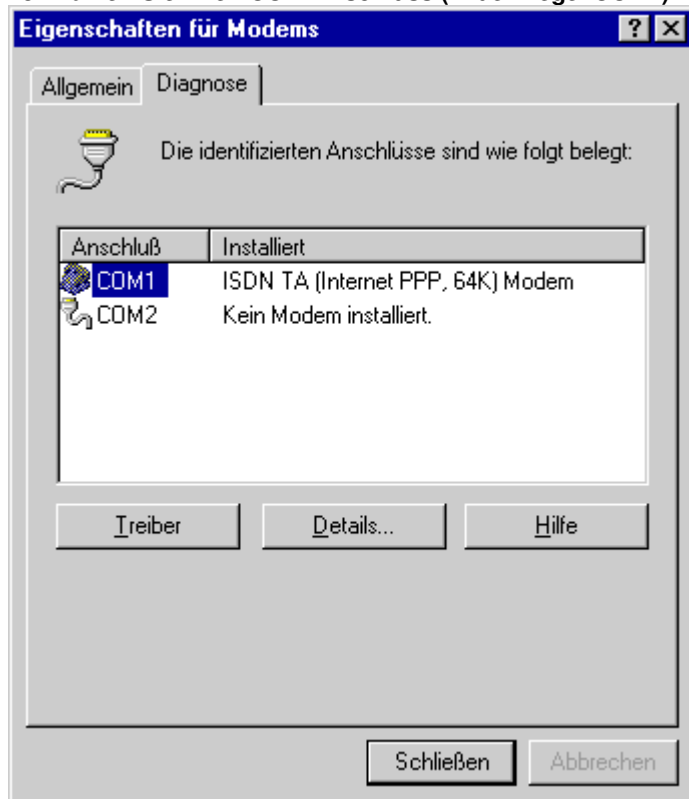 Eigenschaften für Modems
Allgemein Diagnose
Die identifizierten Anschlüsse sind wie folgt belegt:
Anschluß Installiert
COM1 ISDN TA (Internet PPP, 64K) Modem
COM2 Kein Modem installiert.
Treiber Details... Hilfe
Schließen Abbrechen